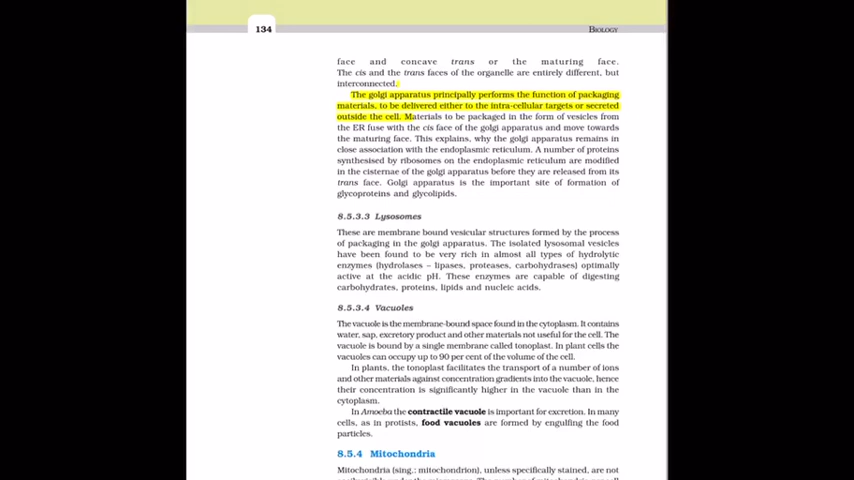 134
BIOLOGY
face and concave trans or the maturing face.
The cis and the trans faces of the organelle are entirely different, but
interconnected.
The golgi apparatus principally performs the function of packaging
materials, to be delivered either to the intra-cellular targets or secreted
outside the cell. Materials to be packaged in the form of vesicles from
the ER fuse with the cis face of the golgi apparatus and move towards
the maturing face. This explains, why the golgi apparatus remains in
close association with the endoplasmic reticulum. A number of proteins
synthesised by ribosomes on the endoplasmic reticulum are modified
in the cisternae of the golgi apparatus before they are released from its
trans face. Golgi apparatus is the important site of formation of
glycoproteins and glycolipids.
8.5.3.3 Lysosomes
These are membrane bound vesicular structures formed by the process
of packaging in the golgi apparatus. The isolated lysosomal vesicles
have been found to be very rich in almost all types of hydrolytic
enzymes (hydrolases – lipases, proteases, carbohydrases) optimally
active at the acidic pH. These enzymes are capable of digesting
carbohydrates, proteins, lipids and nucleic acids.
8.5.3.4 Vacuoles
The vacuole is the membrane-bound space found in the cytoplasm. It contains
water, sap, excretory product and other materials not useful for the cell. The
vacuole is bound by a single membrane called tonoplast. In plant cells the
vacuoles can occupy up to 90 per cent of the volume of the cell.
In plants, the tonoplast facilitates the transport of a number of ions
and other materials against concentration gradients into the vacuole, hence
their concentration is significantly higher in the vacuole than in the
cytoplasm.
In Amoeba the contractile vacuole is important for excretion. In many
cells, as in protists, food vacuoles are formed by engulfing the food
particles.
8.5.4 Mitochondria
Mitochondria (sing.: mitochondrion), unless specifically stained, are not